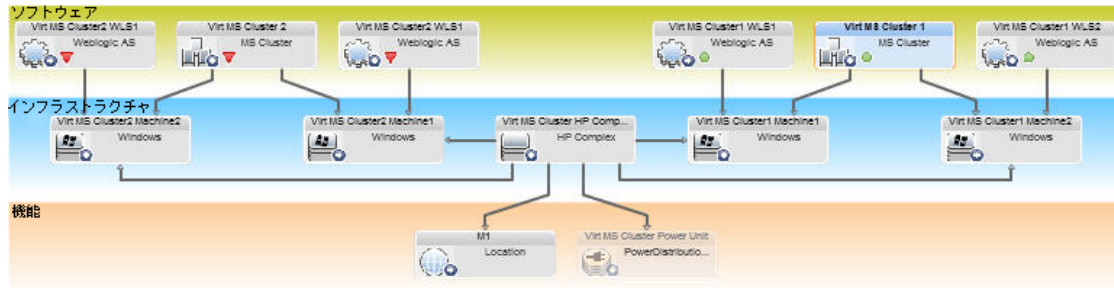 ソフトウェア
Virt MS Cluster2 WLS1
Weblogic AS
Virt MS Cluster 2
MS Cluster
Virt MS Cluster2 WLS1
Weblogic AS
Virt MS Cluster1 WLS1
Weblogic AS
Virt MS Cluster 1
MS Cluster
Virt MS Cluster1 WLS2
Weblogic AS
インフラストラクチャ
Virt MS Cluster2 Machine2
Windows
Virt MS Cluster2 Machine1
Windows
Virt MS Cluster HP Comp...
HP Complex
Virt MS Cluster1 Machine1
Windows
Virt MS Cluster1 Machine2
Windows
機能
M1
Location
Virt MS Cluster Power Unit
PowerDistributio...